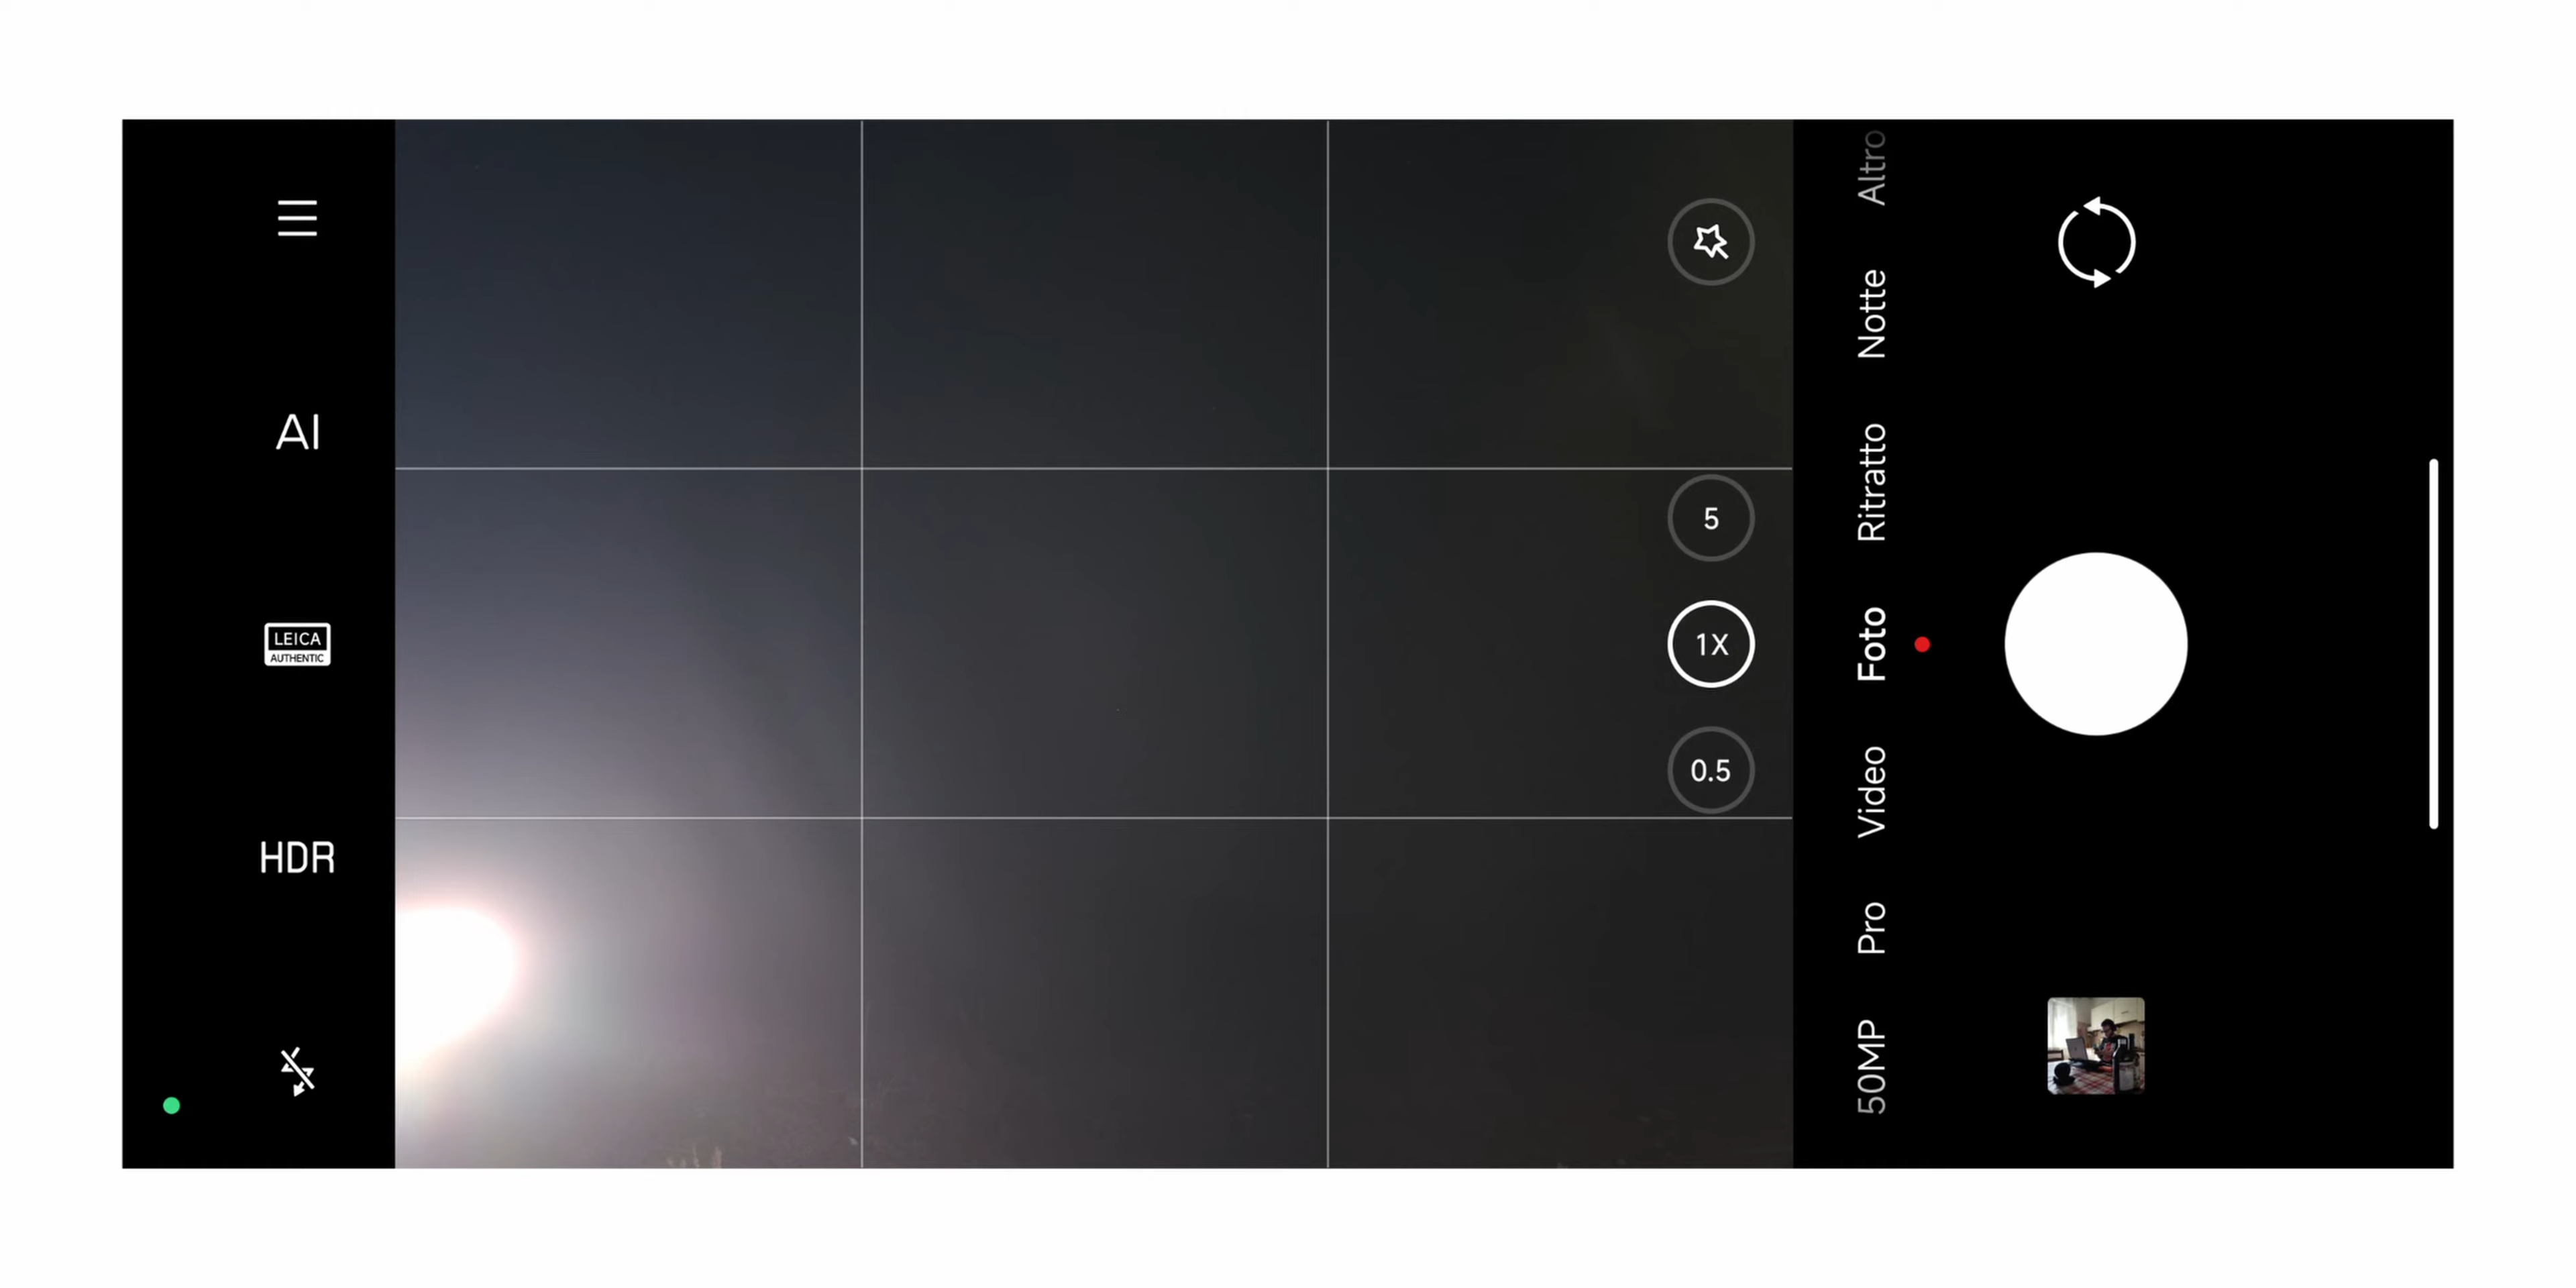 AI
LEICA
AUTHENTIC
HDR
5
1X
0.5
Altro
Notte
Ritratto
Foto
Video
Pro
50MP